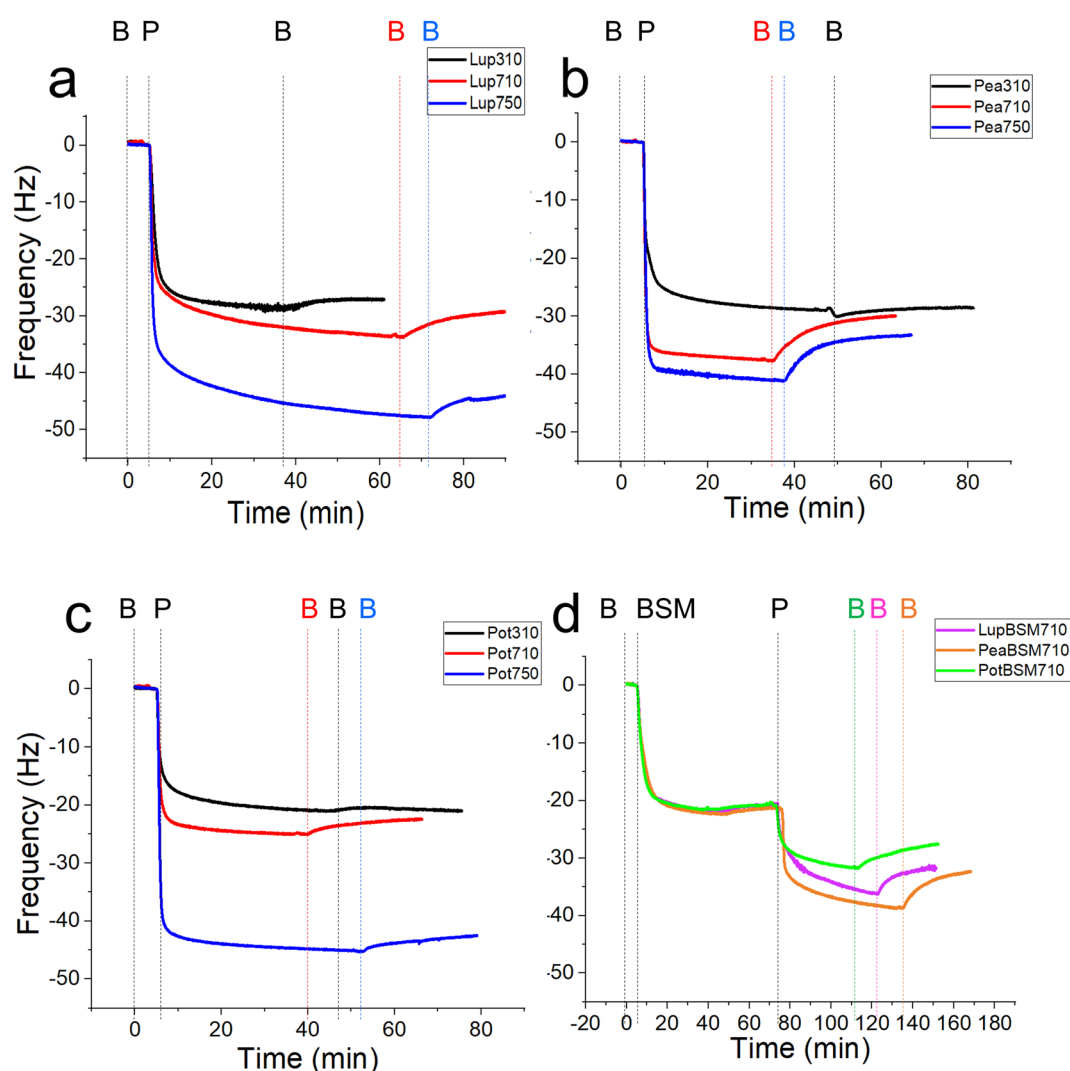 B P B B B
a
Lup310
Lup710
Lup750
0
-10
-20
-30
-40
-50
Frequency (Hz)
0 20 40 60 80
Time (min)
B P B B B
b
Pea310
Pea710
Pea750
0
-10
-20
-30
-40
-50
0 20 40 60 80
Time (min)
B P B B B
c
Pot310
Pot710
Pot750
0
-10
-20
-30
-40
-50
Frequency (Hz)
0 20 40 60 80
Time (min)
B BSM P B B B
d
LupBSM710
PeaBSM710
PotBSM710
0
-10
-20
-30
-40
-50
-20 0 20 40 60 80 100 120 140 160 180
Time (min)